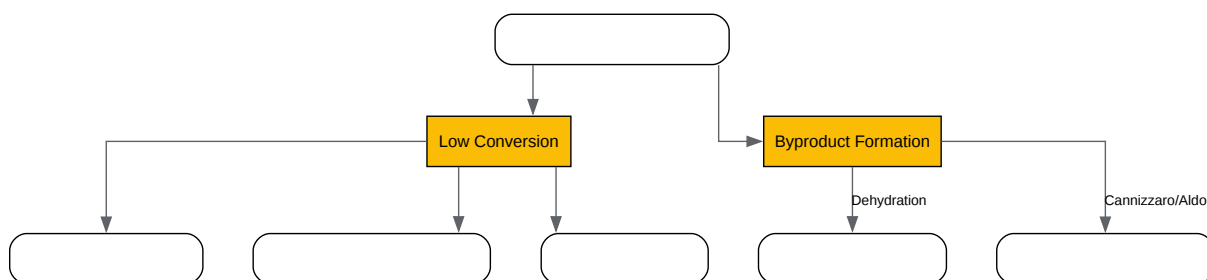 Low Conversion
Byproduct Formation
Dehydration
Cannizzaro/Aldo